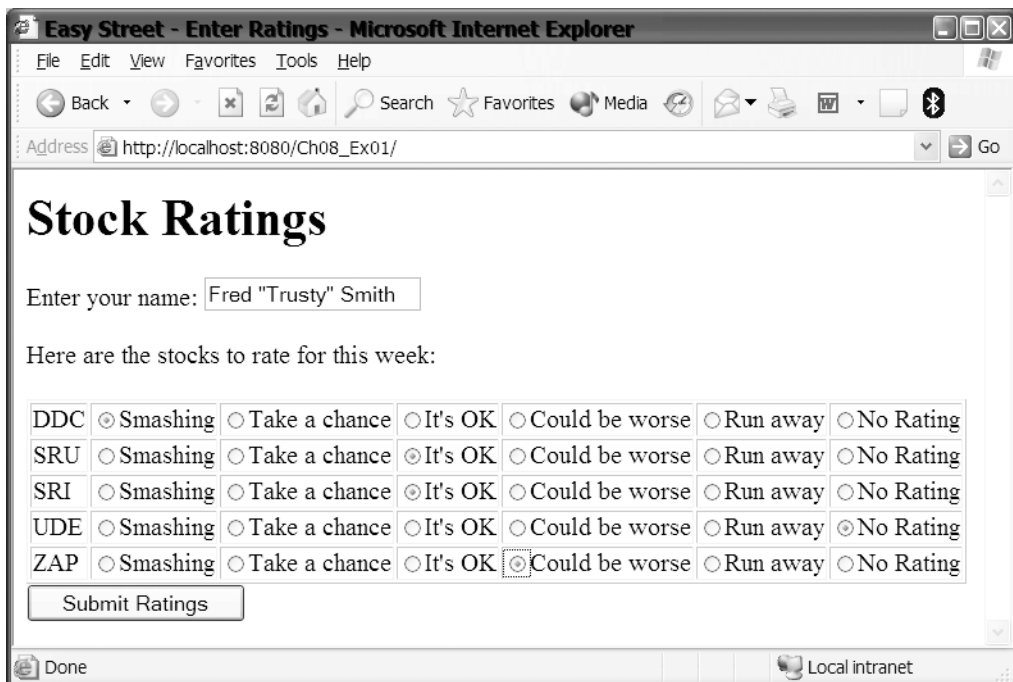 Easy Street - Enter Ratings - Microsoft Internet Explorer
File Edit View Favorites Tools Help
Back Search Favorites Media
Address http://localhost:8080/Ch08_Ex01/ Go
Stock Ratings
Enter your name: Fred "Trusty" Smith
Here are the stocks to rate for this week:
DDC Smashing Take a chance It's OK Could be worse Run away No Rating
SRU Smashing Take a chance It's OK Could be worse Run away No Rating
SRI Smashing Take a chance It's OK Could be worse Run away No Rating
UDE Smashing Take a chance It's OK Could be worse Run away No Rating
ZAP Smashing Take a chance It's OK Could be worse Run away No Rating
Submit Ratings
Done Local intranet